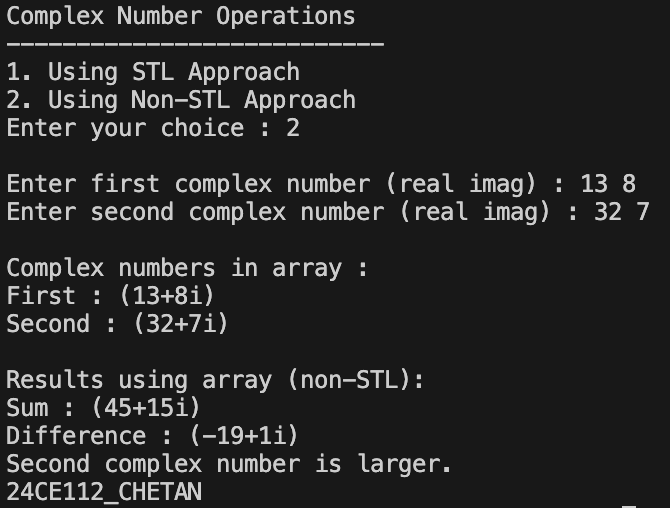 Complex Number Operations
---------------------------
1. Using STL Approach
2. Using Non-STL Approach
Enter your choice : 2
Enter first complex number (real imag) : 13 8
Enter second complex number (real imag) : 32 7
Complex numbers in array :
First : (13+8i)
Second : (32+7i)
Results using array (non-STL):
Sum : (45+15i)
Difference : (-19+1i)
Second complex number is larger.
24CE112_CHETAN